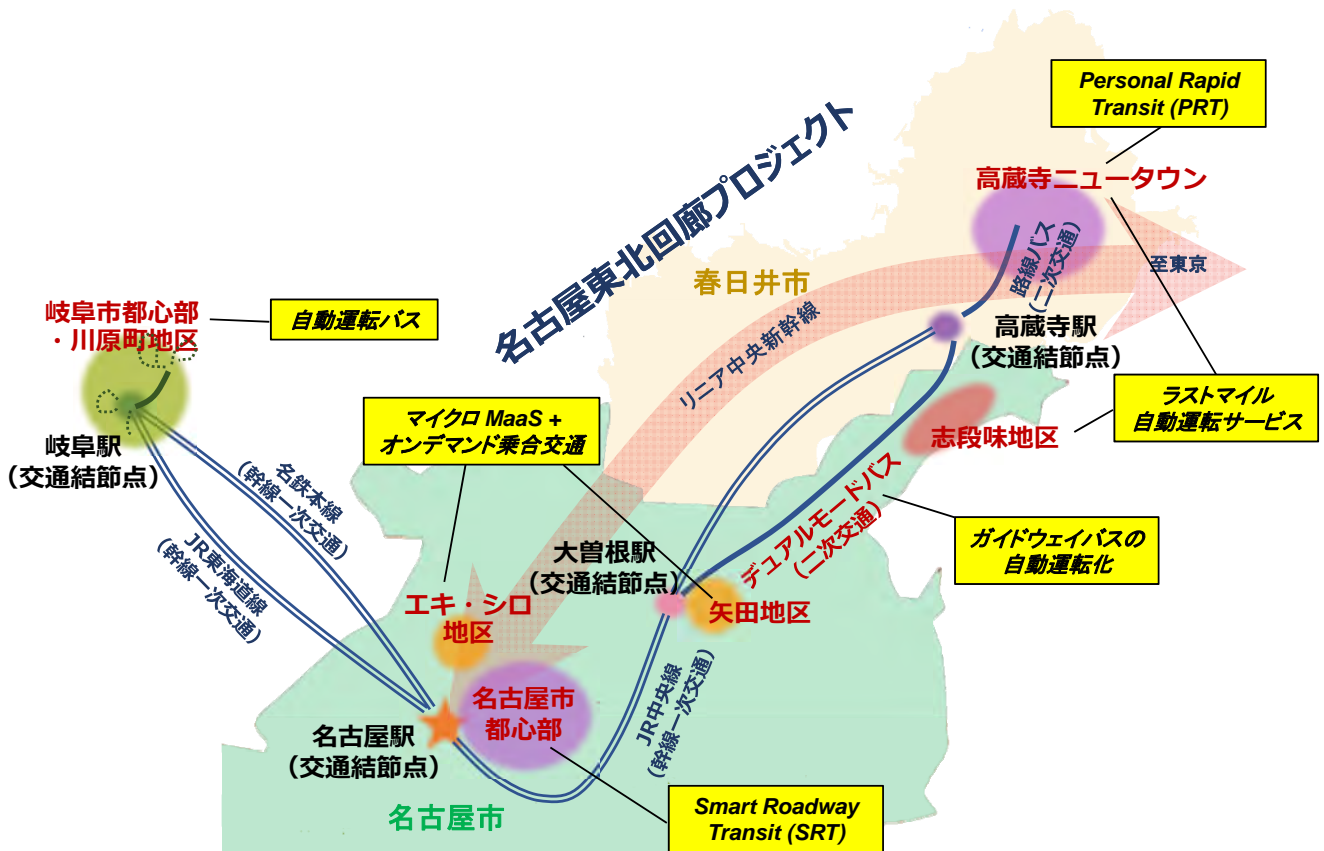 Personal Rapid
Transit (PRT)
名古屋東北回廊プロジェクト
高蔵寺ニュータウン
路線バス
(二次交通)
至東京
春日井市
リニア中央新幹線
岐阜市都心部
・川原町地区
自動運転バス
高蔵寺駅
(交通結節点)
マイクロ MaaS +
オンデマンド乗合交通
ラストマイル
自動運転サービス
志段味地区
岐阜駅
(交通結節点)
名鉄本線
(幹線一次交通)
JR東海道線
(幹線一次交通)
デュアルモードバス
(二次交通)
ガイドウェイバスの
自動運転化
大曽根駅
(交通結節点)
エキ・シロ
地区
矢田地区
JR中央線
(幹線一次交通)
名古屋市
都心部
名古屋駅
(交通結節点)
名古屋市
Smart Roadway
Transit (SRT)